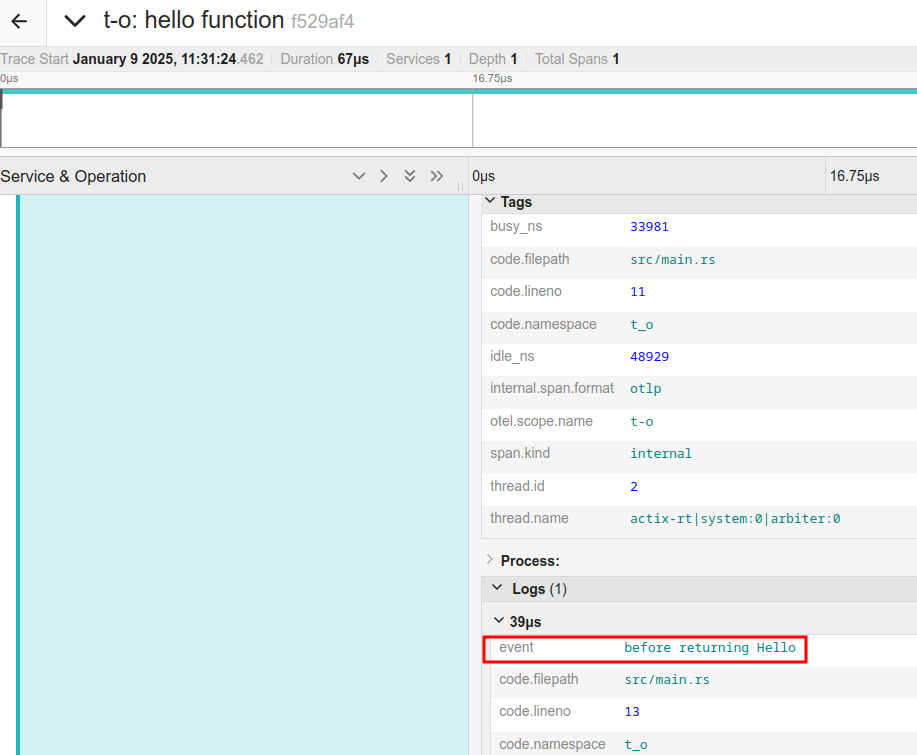 t-o: hello function f529af4
Trace Start January 9 2025, 11:31:24.462 Duration 67µs Services 1 Depth 1 Total Spans 1
0µs 16.75µs
Service & Operation 0µs 16.75µs
Tags
busy_ns 33981
code.filepath src/main.rs
code.lineno 11
code.namespace t_o
idle_ns 48929
internal.span.format otlp
otel.scope.name t-o
span.kind internal
thread.id 2
thread.name actix-rt|system:0|arbiter:0
Process:
Logs (1)
39µs
event before returning Hello
code.filepath src/main.rs
code.lineno 13
code.namespace t_o